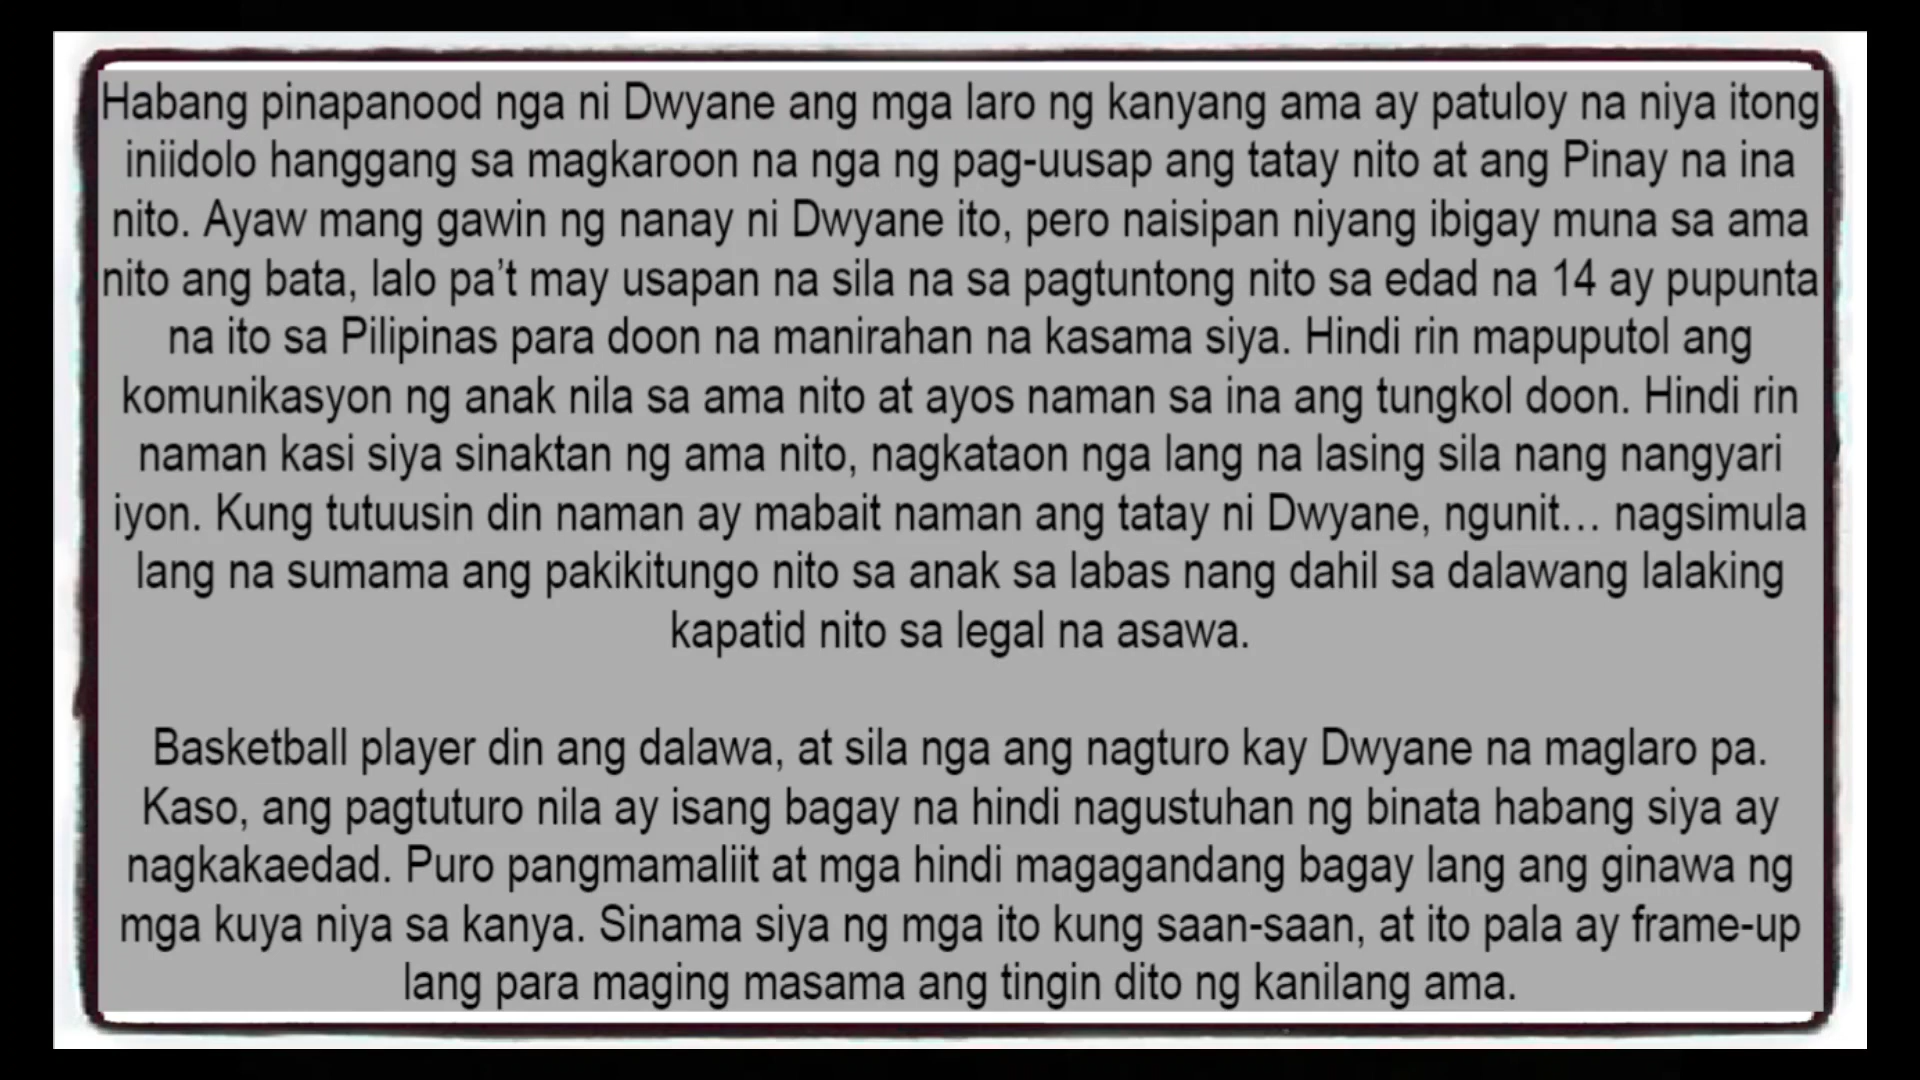 Habang pinapanood nga ni Dwyane ang mga laro ng kanyang ama ay patuloy na niya itong
iniidolo hanggang sa magkaroon na nga ng pag-uusap ang tatay nito at ang Pinay na ina
nito. Ayaw mang gawin ng nanay ni Dwyane ito, pero naisipan niyang ibigay muna sa ama
nito ang bata, lalo pa’t may usapan na sila na sa pagtuntong nito sa edad na 14 ay pupunta
na ito sa Pilipinas para doon na manirahan na kasama siya. Hindi rin mapuputol ang
komunikasyon ng anak nila sa ama nito at ayos naman sa ina ang tungkol doon. Hindi rin
naman kasi siya sinaktan ng ama nito, nagkataon nga lang na lasing sila nang nangyari
iyon. Kung tutuusin din naman ay mabait naman ang tatay ni Dwyane, ngunit… nagsimula
lang na sumama ang pakikitungo nito sa anak sa labas nang dahil sa dalawang lalaking
kapatid nito sa legal na asawa.
Basketball player din ang dalawa, at sila nga ang nagturo kay Dwyane na maglaro pa.
Kaso, ang pagtuturo nila ay isang bagay na hindi nagustuhan ng binata habang siya ay
nagkakaedad. Puro pangmamaliit at mga hindi magagandang bagay lang ang ginawa ng
mga kuya niya sa kanya. Sinama siya ng mga ito kung saan-saan, at ito pala ay frame-up
lang para maging masama ang tingin dito ng kanilang ama.